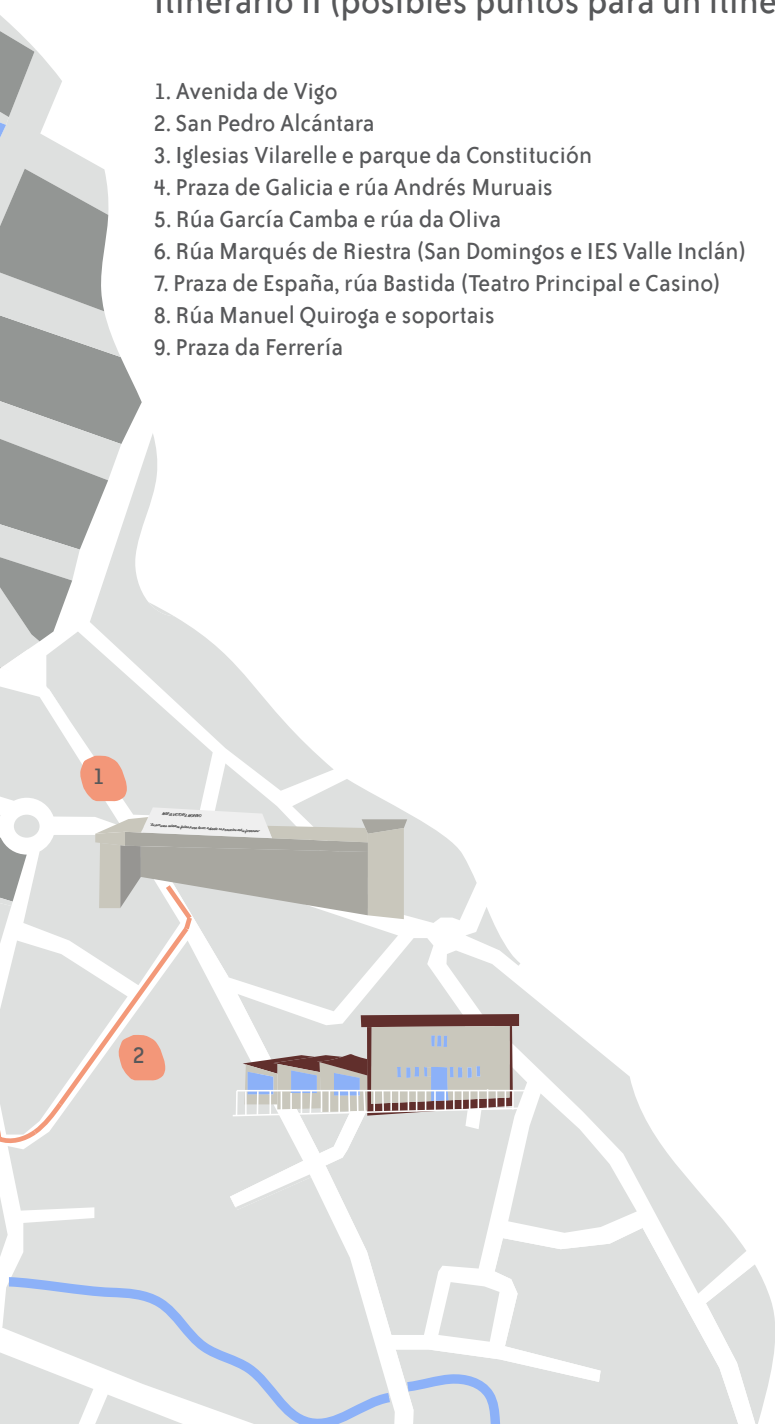 Itinerario II (posibles puntos para un itine
1. Avenida de Vigo
2. San Pedro Alcántara
3. Iglesias Vilarelle e parque da Constitución
4. Praza de Galicia e rúa Andrés Muruais
5. Rúa García Camba e rúa da Oliva
6. Rúa Marqués de Riestra (San Domingos e IES Valle Inclán)
7. Praza de España, rúa Bastida (Teatro Principal e Casino)
8. Rúa Manuel Quiroga e soportais
9. Praza da Ferrería
1
2